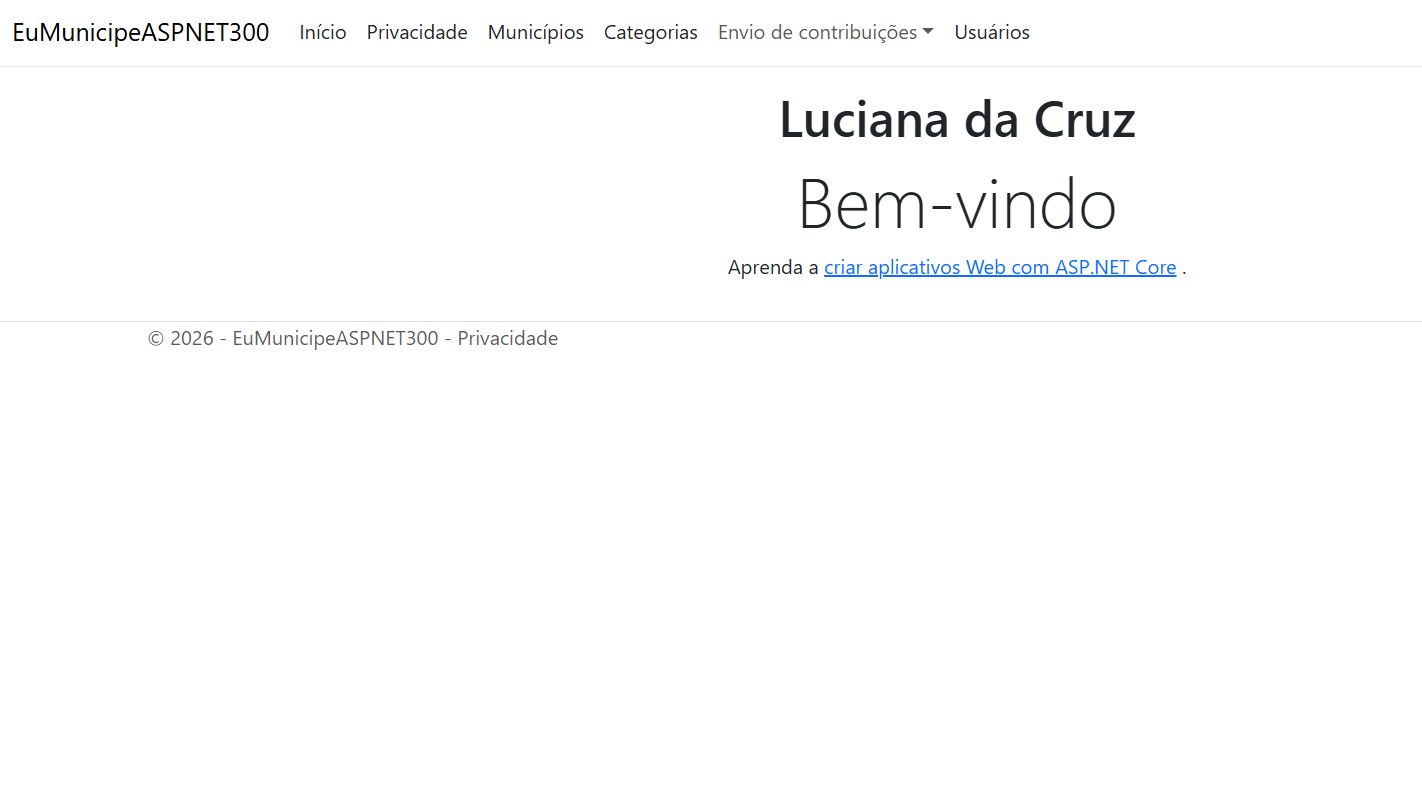 EuMunicipeASPNET300 Início Privacidade Municípios Categorias Envio de contribuições Usuários
Luciana da Cruz
Bem-vindo
Aprenda a criar aplicativos Web com ASP.NET Core .
© 2026 - EuMunicipeASPNET300 - Privacidade